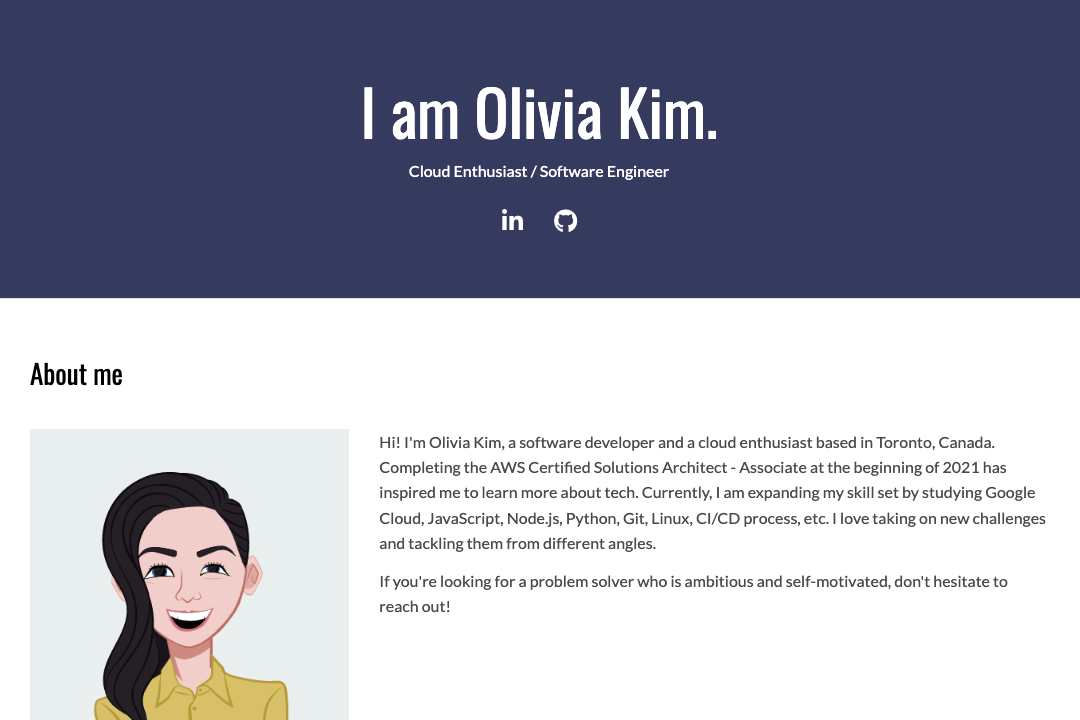 I am Olivia Kim.
Cloud Enthusiast / Software Engineer
in
About me
Hi! I'm Olivia Kim, a software developer and a cloud enthusiast based in Toronto, Canada.
Completing the AWS Certified Solutions Architect - Associate at the beginning of 2021 has
inspired me to learn more about tech. Currently, I am expanding my skill set by studying Google
Cloud, JavaScript, Node.js, Python, Git, Linux, CI/CD process, etc. I love taking on new challenges
and tackling them from different angles.
If you're looking for a problem solver who is ambitious and self-motivated, don't hesitate to
reach out!